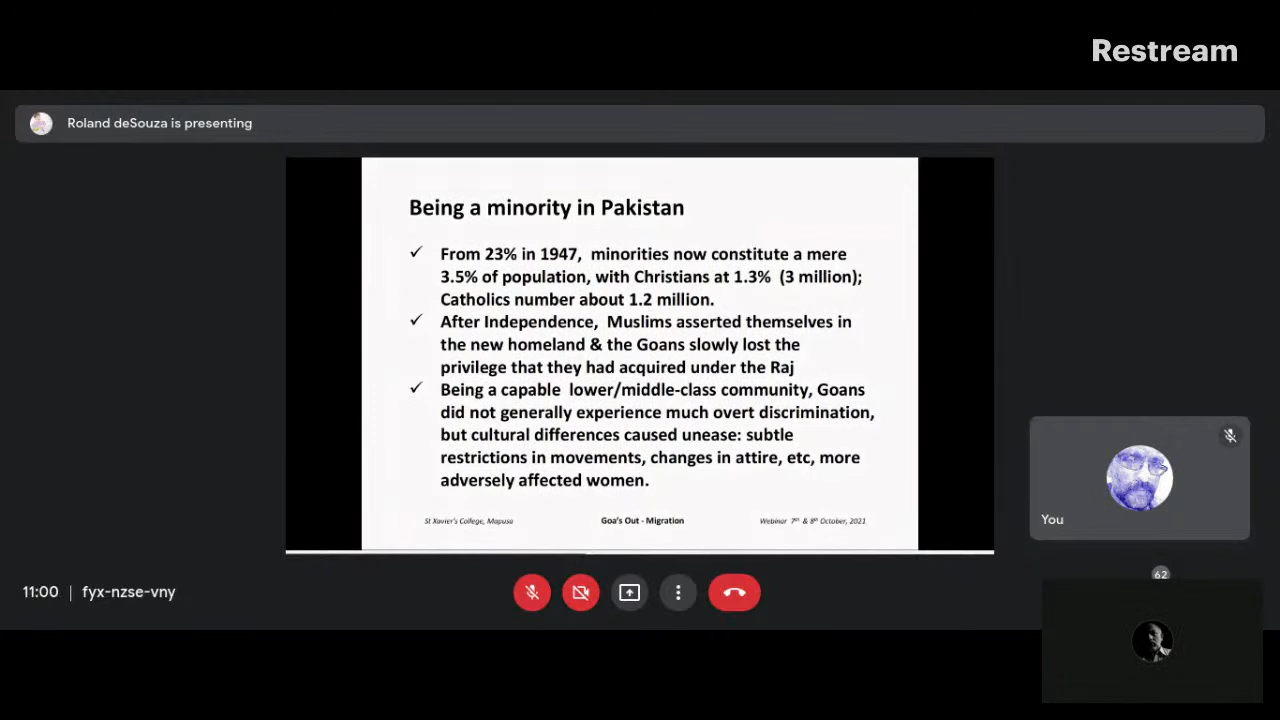 Restream
Roland deSouza is presenting
Being a minority in Pakistan
✓ From 23% in 1947, minorities now constitute a mere
3.5% of population, with Christians at 1.3% (3 million);
Catholics number about 1.2 million.
✓ After Independence, Muslims asserted themselves in
the new homeland & the Goans slowly lost the
privilege that they had acquired under the Raj
✓ Being a capable lower/middle-class community, Goans
did not generally experience much overt discrimination,
but cultural differences caused unease: subtle
restrictions in movements, changes in attire, etc, more
adversely affected women.
St Xavier's College, Mapusa Goa's Out - Migration Webinar 7th & 8th October, 2021
You
62
11:00 | fyx-nzse-vny